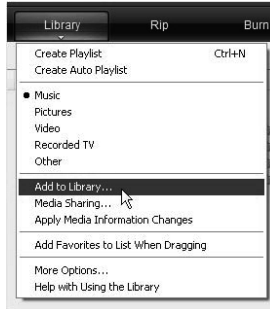 Library Rip Burn
Create Playlist Ctrl+N
Create Auto Playlist
Music
Pictures
Video
Recorded TV
Other
Add to Library...
Media Sharing...
Apply Media Information Changes
Add Favorites to List When Dragging
More Options...
Help with Using the Library